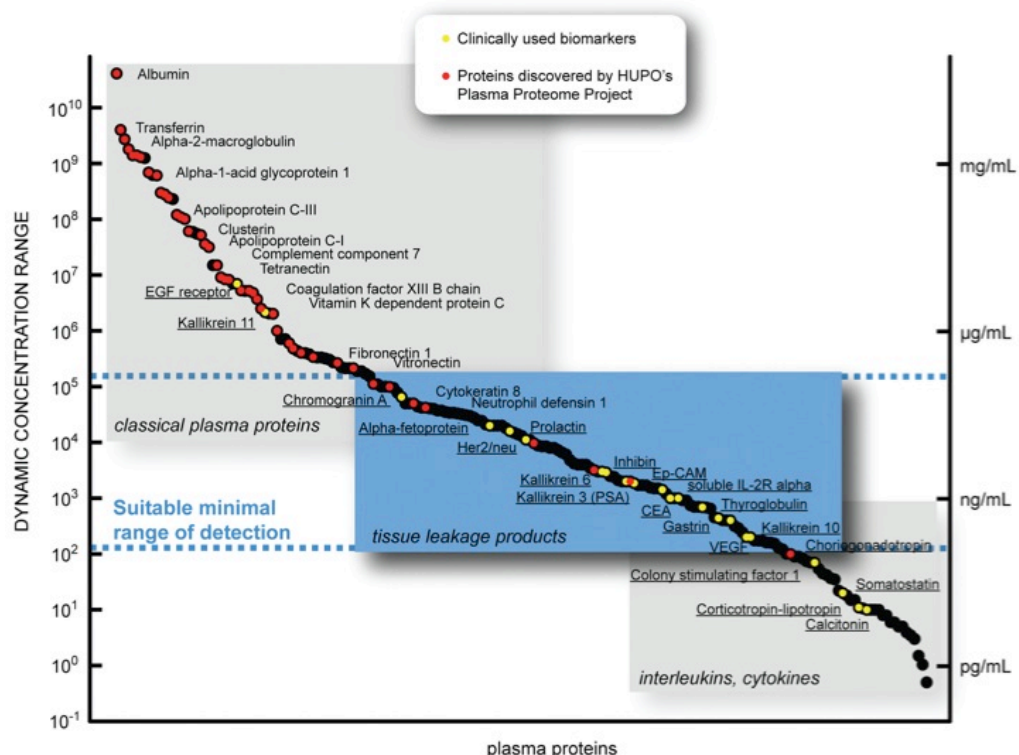 Clinically used biomarkers
Proteins discovered by HUPO's
Plasma Proteome Project
DYNAMIC CONCENTRATION RANGE
10^10
10^9
10^8
10^7
10^6
10^5
10^4
10^3
10^2
10^1
10^0
10^-1
mg/mL
µg/mL
ng/mL
pg/mL
Albumin
Transferrin
Alpha-2-macroglobulin
Alpha-1-acid glycoprotein 1
Apolipoprotein C-III
Clusterin
Apolipoprotein C-I
Complement component 7
Tetranectin
EGF receptor
Coagulation factor XIII B chain
Vitamin K dependent protein C
Kallikrein 11
Fibronectin 1
Vitronectin
Chromogranin A
Cytokeratin 8
Neutrophil defensin 1
classical plasma proteins
Alpha-fetoprotein
Prolactin
Her2/neu
Inhibin
Ep-CAM
Kallikrein 6
soluble IL-2R alpha
Kallikrein 3 (PSA)
CEA
Thyroglobulin
Suitable minimal
range of detection
Gastrin
Kallikrein 10
tissue leakage products
VEGF
Choriogonadotropin
Colony stimulating factor 1
Somatostatin
Corticotropin-lipotropin
Calcitonin
interleukins, cytokines
plasma proteins